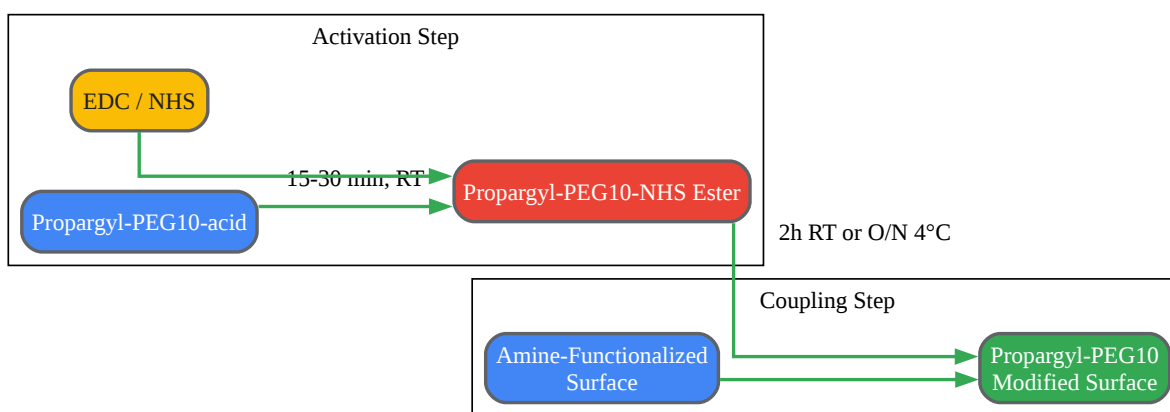 Activation Step
EDC / NHS
15-30 min, RT
Propargyl-PEG10-acid
Propargyl-PEG10-NHS Ester
2h RT or O/N 4°C
Coupling Step
Amine-Functionalized
Surface
Propargyl-PEG10
Modified Surface